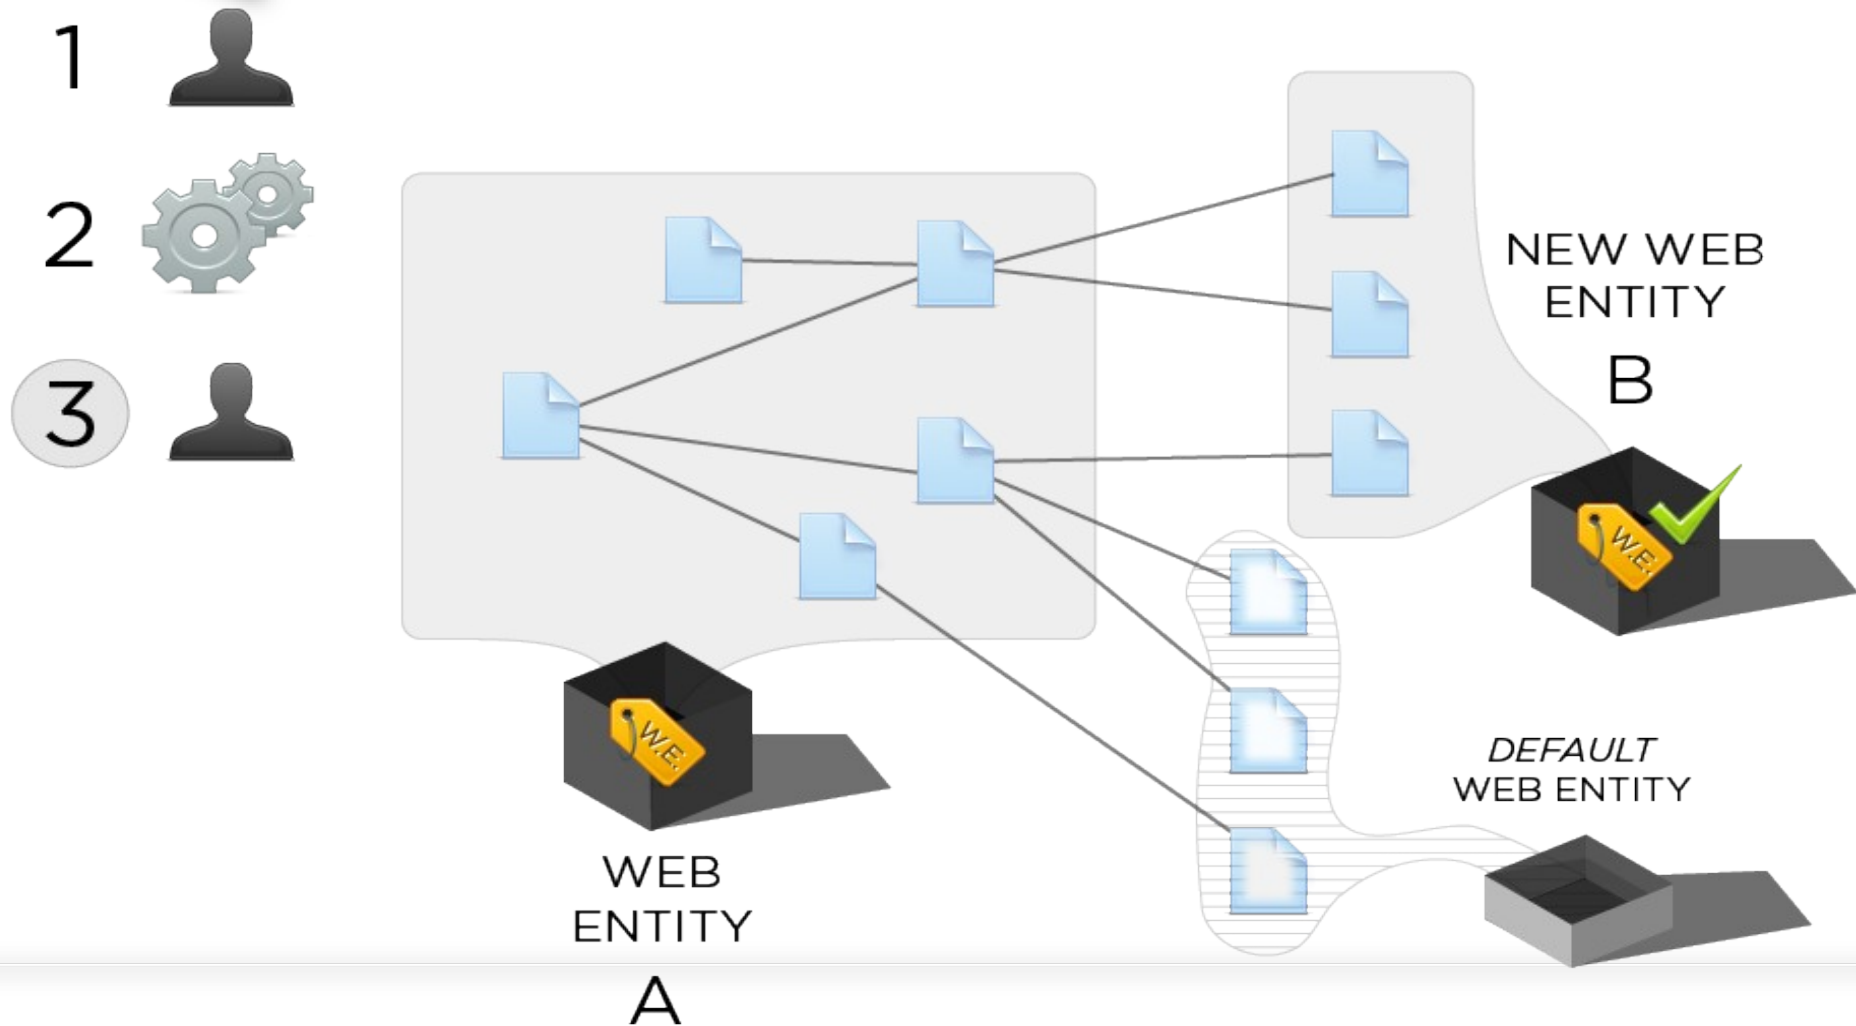 1
2
3
NEW WEB
ENTITY
B
W.E.
W.E.
DEFAULT
WEB ENTITY
WEB
ENTITY
A